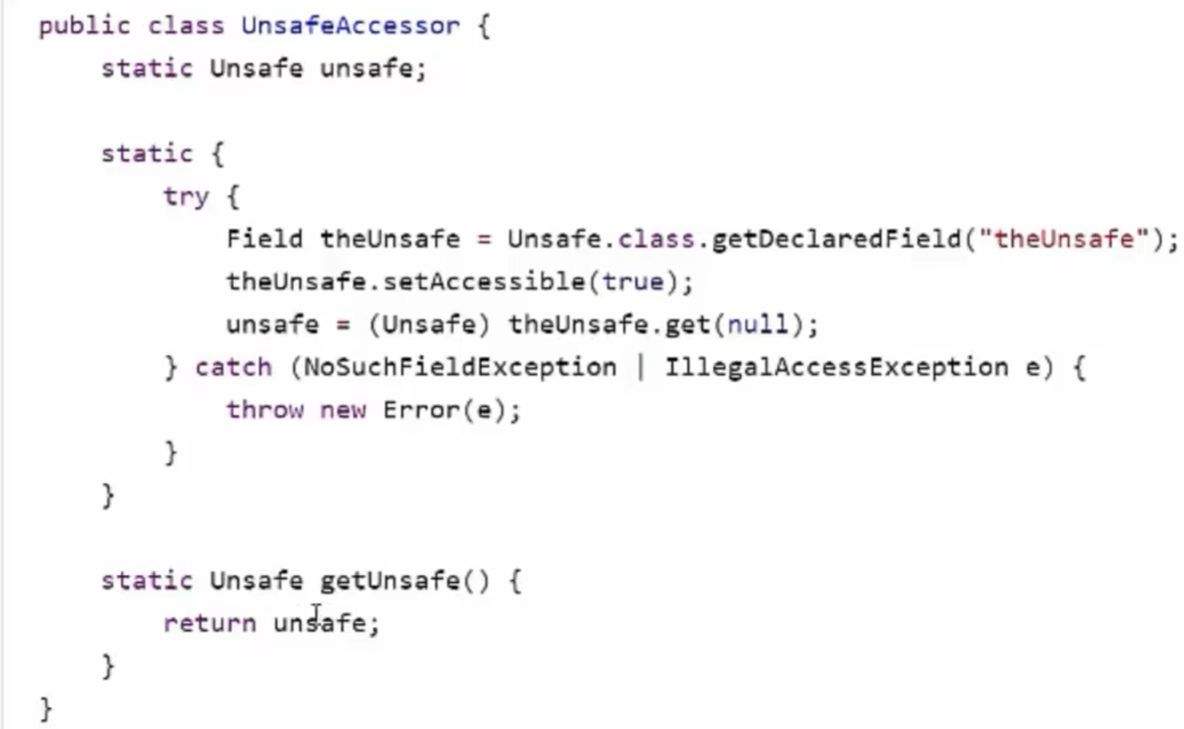 public class UnsafeAccessor {
    static Unsafe unsafe;

    static {
        try {
            Field theUnsafe = Unsafe.class.getDeclaredField("theUnsafe");
            theUnsafe.setAccessible(true);
            unsafe = (Unsafe) theUnsafe.get(null);
        } catch (NoSuchFieldException | IllegalAccessException e) {
            throw new Error(e);
        }
    }

    static Unsafe getUnsafe() {
        return unsafe;
    }
}